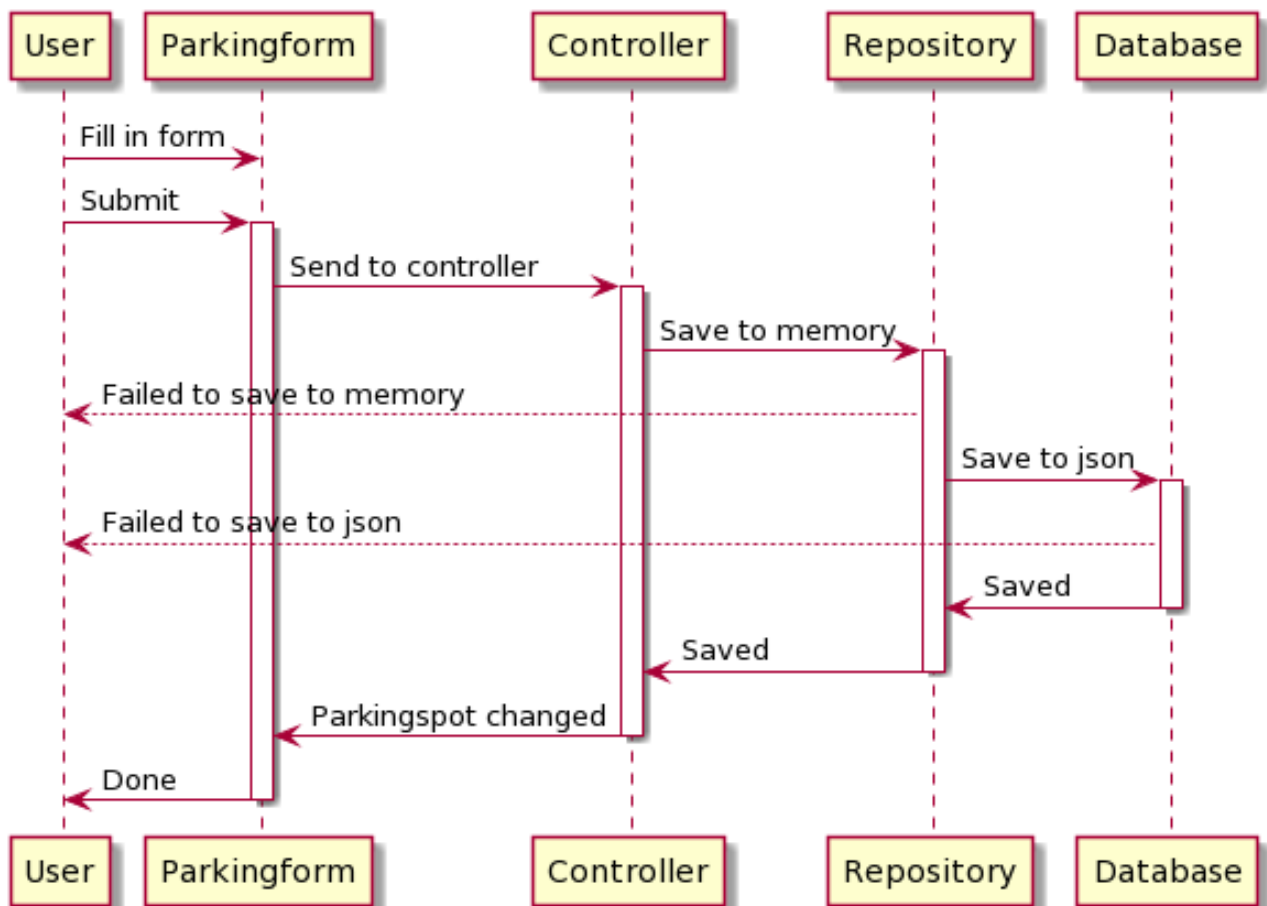 User Parkingform Controller Repository Database
Fill in form
Submit
Send to controller
Save to memory
Failed to save to memory
Save to json
Failed to save to json
Saved
Saved
Parkingspot changed
Done
User Parkingform Controller Repository Database